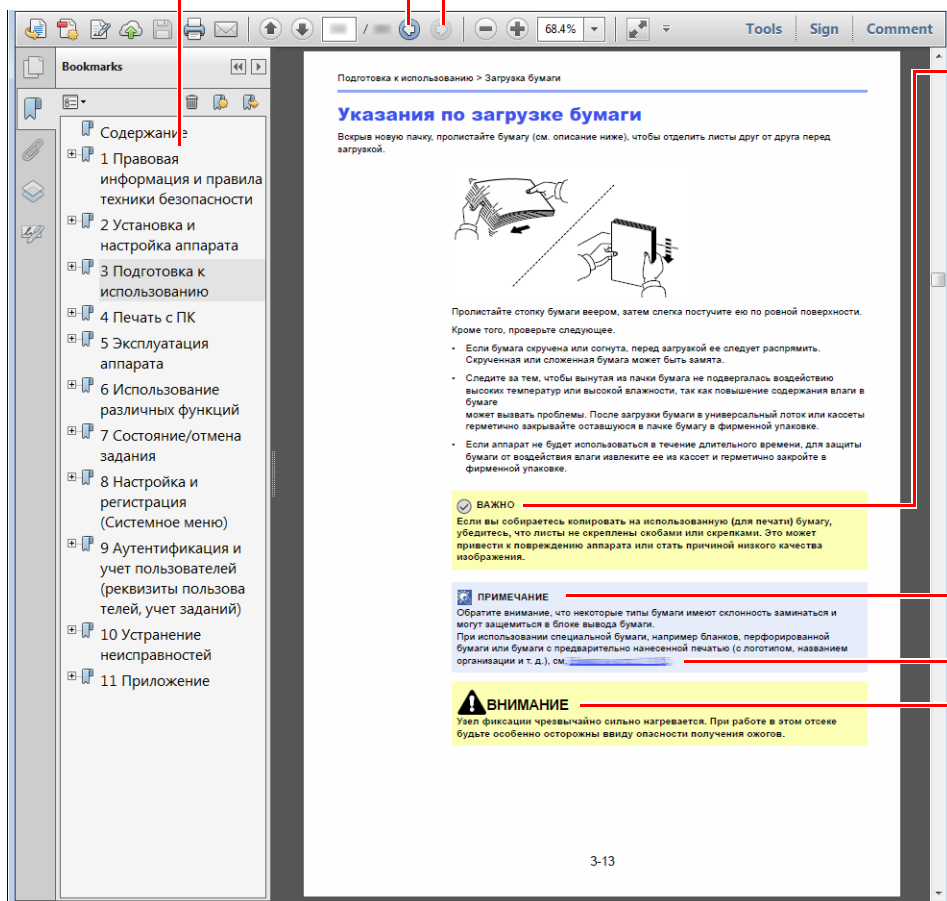 /
68.4%
Tools
Sign
Comment
Bookmarks
Содержание
1 Правовая
информация и правила
техники безопасности
2 Установка и
настройка аппарата
3 Подготовка к
использованию
4 Печать с ПК
5 Эксплуатация
аппарата
6 Использование
различных функций
7 Состояние/отмена
задания
8 Настройка и
регистрация
(Системное меню)
9 Аутентификация и
учет пользователей
(реквизиты пользова
телей, учет заданий)
10 Устранение
неисправностей
11 Приложение
Подготовка к использованию > Загрузка бумаги
Указания по загрузке бумаги
Вскрыв новую пачку, пролистайте бумагу (см. описание ниже), чтобы отделить листы друг от друга перед
загрузкой.
Пролистайте стопку бумаги веером, затем слегка постучите ею по ровной поверхности.
Кроме того, проверьте следующее.
• Если бумага скручена или согнута, перед загрузкой ее следует распрямить.
Скрученная или сложенная бумага может быть замята.
• Следите за тем, чтобы вынутая из пачки бумага не подвергалась воздействию
высоких температур или высокой влажности, так как повышение содержания влаги в
бумаге
может вызвать проблемы. После загрузки бумаги в универсальный лоток или кассеты
герметично закрывайте оставшуюся в пачке бумагу в фирменной упаковке.
• Если аппарат не будет использоваться в течение длительного времени, для защиты
бумаги от воздействия влаги извлеките ее из кассет и герметично закройте в
фирменной упаковке.
ВАЖНО
Если вы собираетесь копировать на использованную (для печати) бумагу,
убедитесь, что листы не скреплены скобами или скрепками. Это может
привести к повреждению аппарата или стать причиной низкого качества
изображения.
ПРИМЕЧАНИЕ
Обратите внимание, что некоторые типы бумаги имеют склонность заминаться и
могут защемиться в блоке вывода бумаги.
При использовании специальной бумаги, например бланков, перфорированной
бумаги или бумаги с предварительно нанесенной печатью (с логотипом, названием
организации и т. д.), см.
ВНИМАНИЕ
Узел фиксации чрезвычайно сильно нагревается. При работе в этом отсеке
будьте особенно осторожны ввиду опасности получения ожогов.
3-13